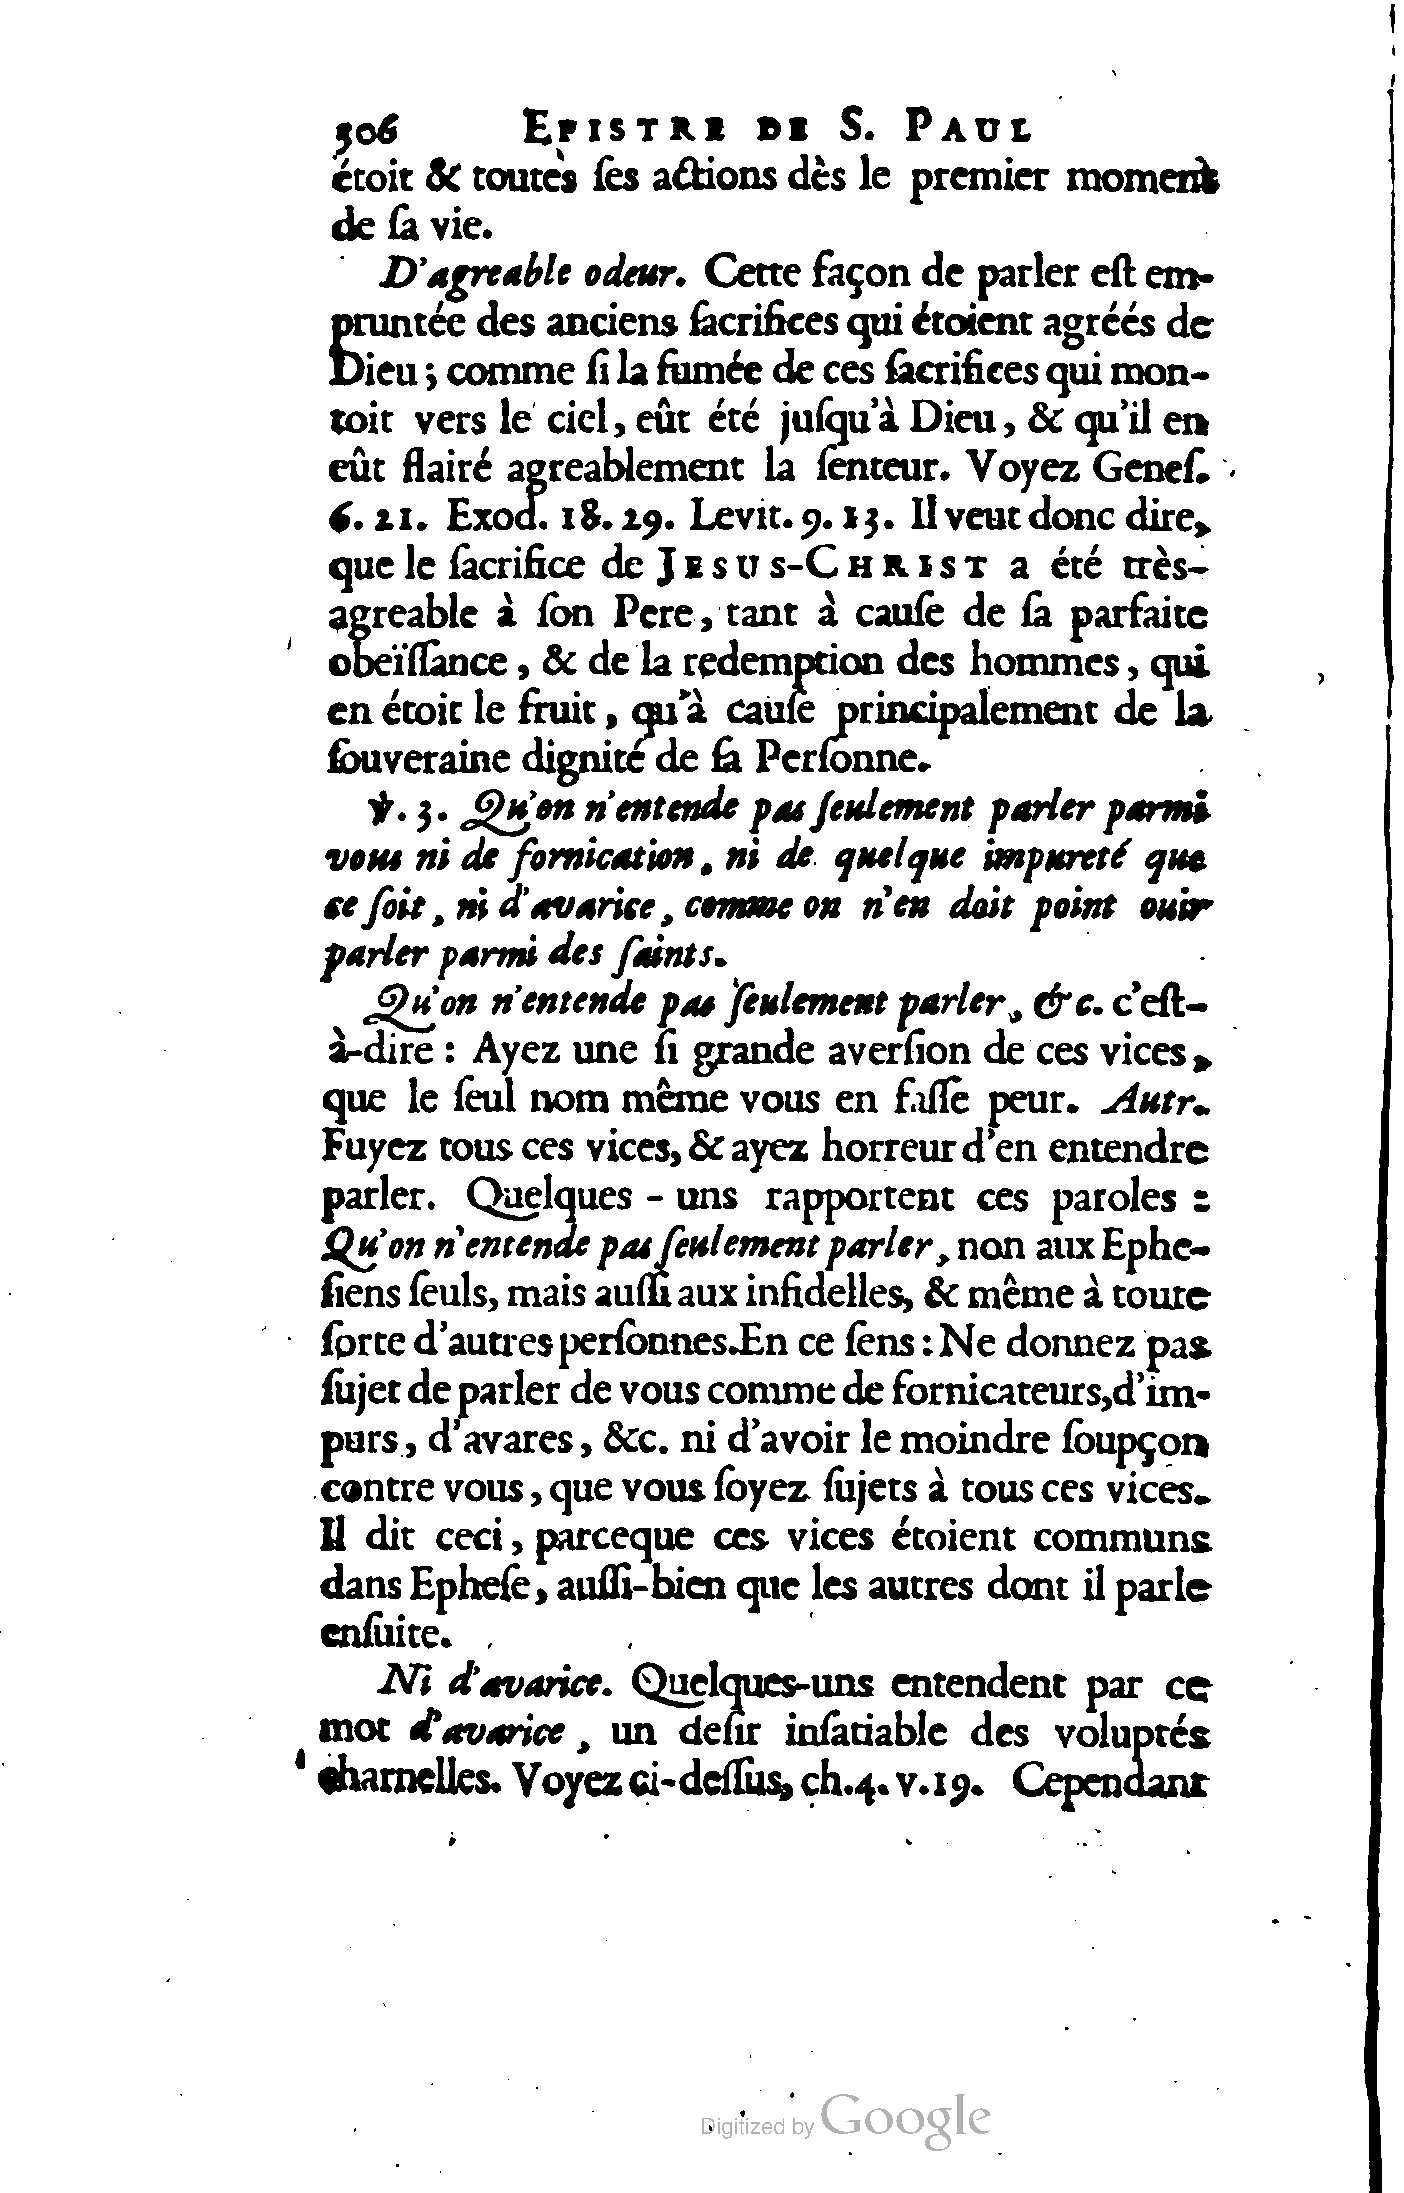 306 EPISTRE DE S. PAUL
étoit & toutes ſes actions dès le premier moment
de ſa vie.
D'agreable odeur. Cette façon de parler eſt em-
pruntée des anciens ſacrifices qui étoient agréés de
Dieu ; comme ſi la fumée de ces ſacrifices qui mon-
toit vers le ciel, eût été juſqu'à Dieu, & qu'il en
eût flairé agreablement la ſenteur. Voyez Geneſ.
6. 21. Exod. 18. 29. Levit. 9. 13. Il veut donc dire,
que le ſacrifice de JESUS-CHRIST a été très-
agreable à ſon Pere, tant à cauſe de ſa parfaite
obeïſſance, & de la redemption des hommes, qui
en étoit le fruit, qu'à cauſe principalement de la
ſouveraine dignité de ſa Perſonne.
℣. 3. Qu'on n'entende pas ſeulement parler parmi
vous ni de fornication, ni de quelque impureté que
ce ſoit, ni d'avarice, comme on n'en doit point ouir
parler parmi des ſaints.
Qu'on n'entende pas ſeulement parler, &c. c'eſt-
à-dire : Ayez une ſi grande averſion de ces vices,
que le ſeul nom même vous en faſſe peur. Autr.
Fuyez tous ces vices, & ayez horreur d'en entendre
parler. Quelques-uns rapportent ces paroles :
Qu'on n'entende pas ſeulement parler, non aux Ephe-
ſiens ſeuls, mais auſſi aux infidelles, & même à toute
ſorte d'autres perſonnes. En ce ſens : Ne donnez pas
ſujet de parler de vous comme de fornicateurs, d'im-
purs, d'avares, &c. ni d'avoir le moindre ſoupçon
contre vous, que vous ſoyez ſujets à tous ces vices.
Il dit ceci, parceque ces vices étoient communs
dans Epheſe, auſſi-bien que les autres dont il parle
enſuite.
Ni d'avarice. Quelques-uns entendent par ce
mot d'avarice, un deſir inſatiable des voluptés
charnelles. Voyez ci-deſſus, ch. 4. v. 19. Cependant
Digitized by Google